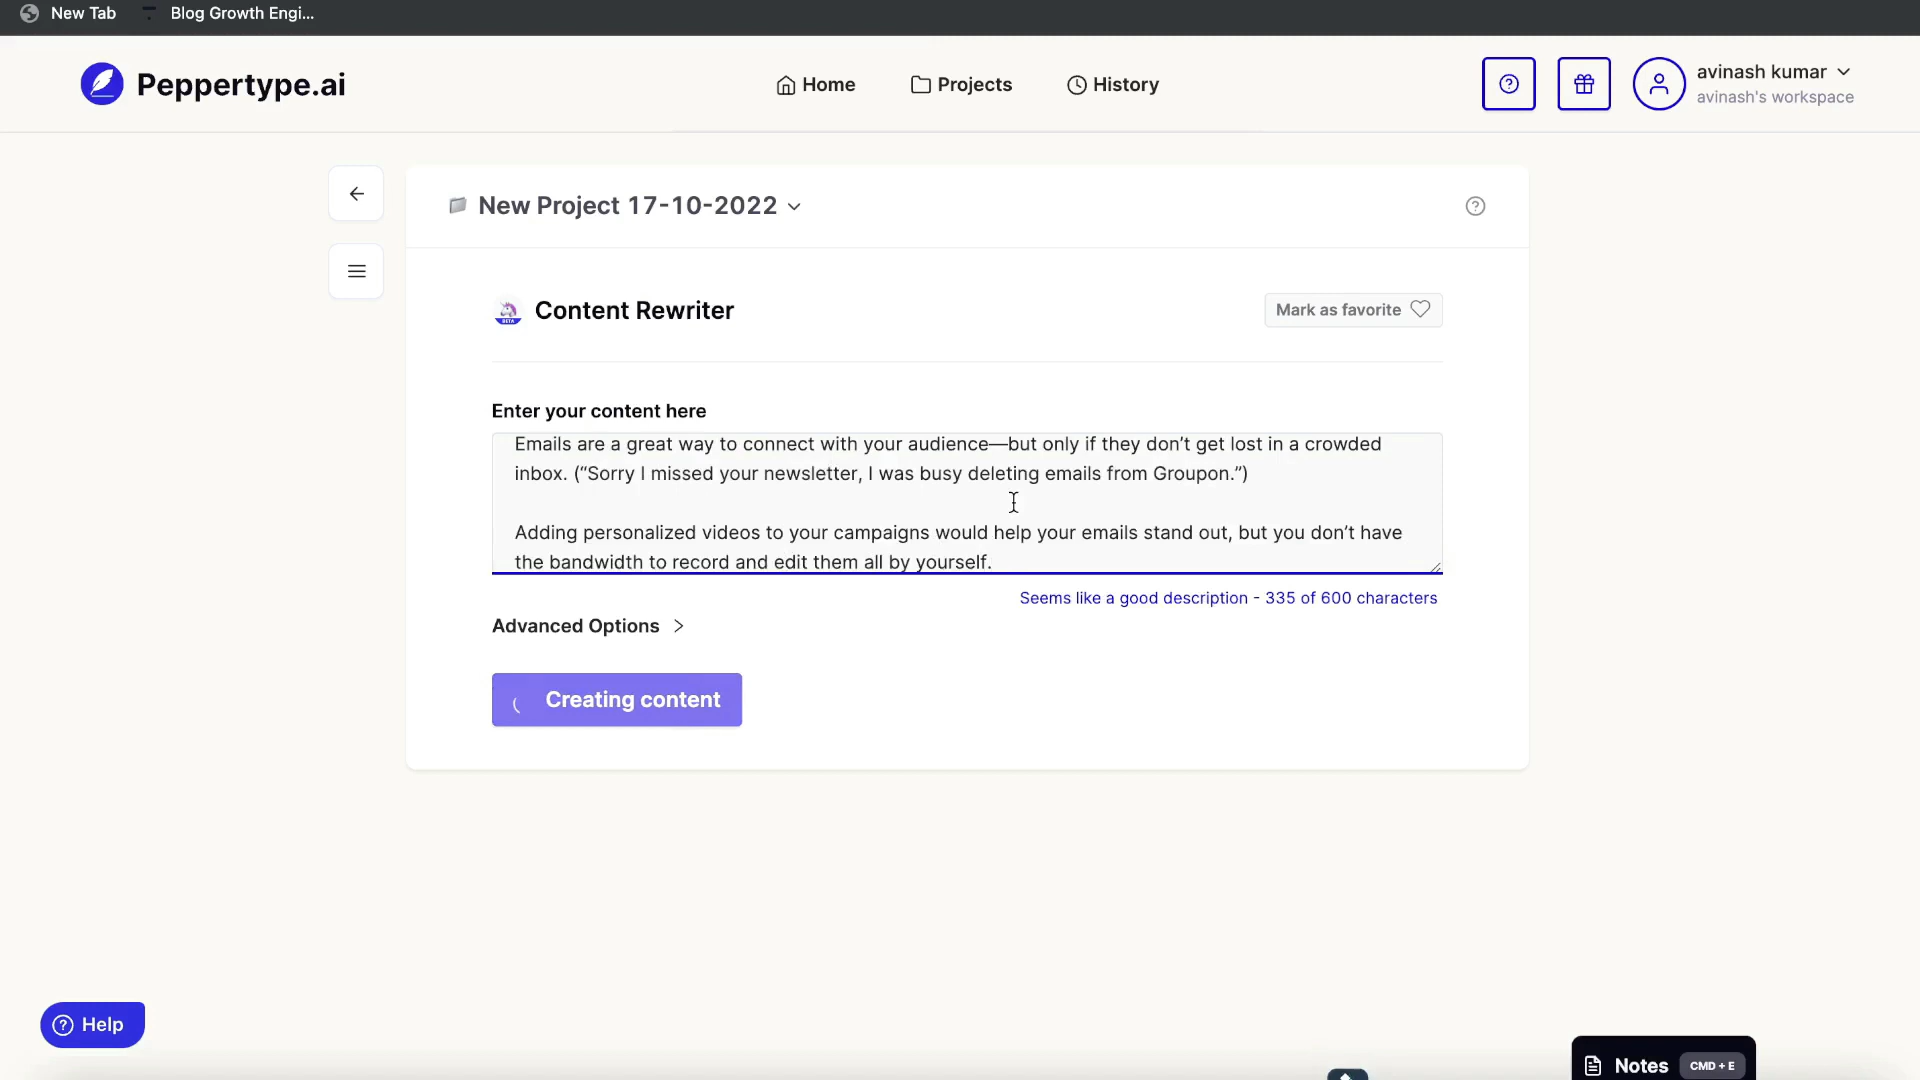 New Tab
Blog Growth Engi...
Peppertype.ai
Home
Projects
History
avinash kumar
avinash's workspace
New Project 17-10-2022
Content Rewriter
BETA
Mark as favorite
Enter your content here
Emails are a great way to connect with your audience—but only if they don’t get lost in a crowded
inbox. (“Sorry I missed your newsletter, I was busy deleting emails from Groupon.”)
Adding personalized videos to your campaigns would help your emails stand out, but you don’t have
the bandwidth to record and edit them all by yourself.
Seems like a good description - 335 of 600 characters
Advanced Options
Creating content
Help
Notes
CMD + E